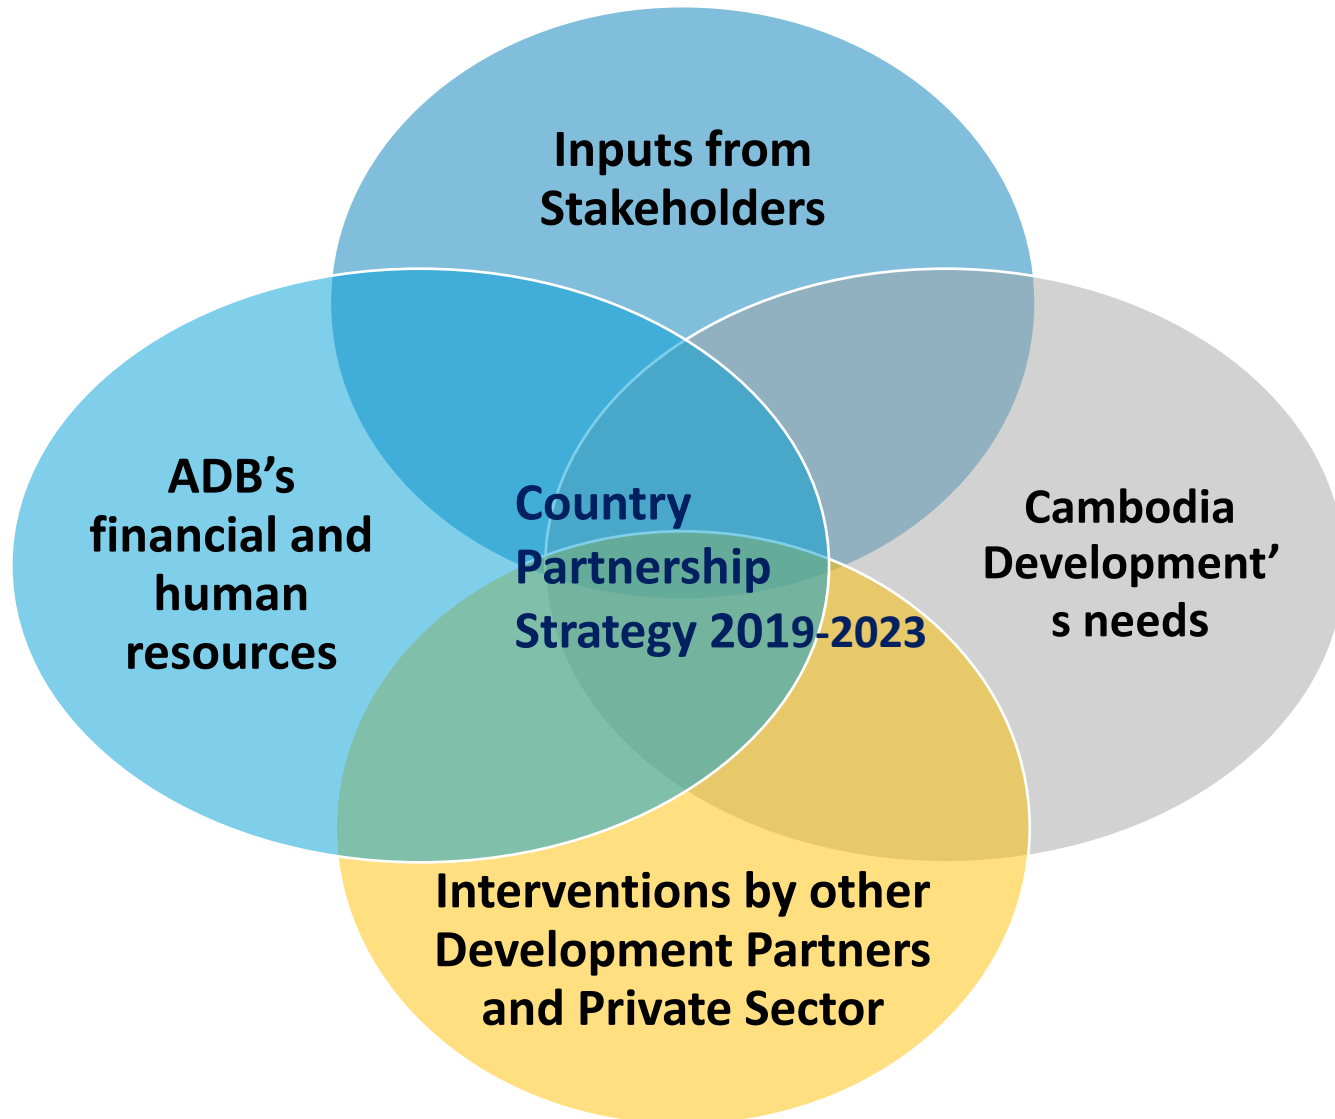 Inputs from
Stakeholders
ADB’s
financial and
human
resources
Country
Partnership
Strategy 2019-2023
Cambodia
Development’
s needs
Interventions by other
Development Partners
and Private Sector